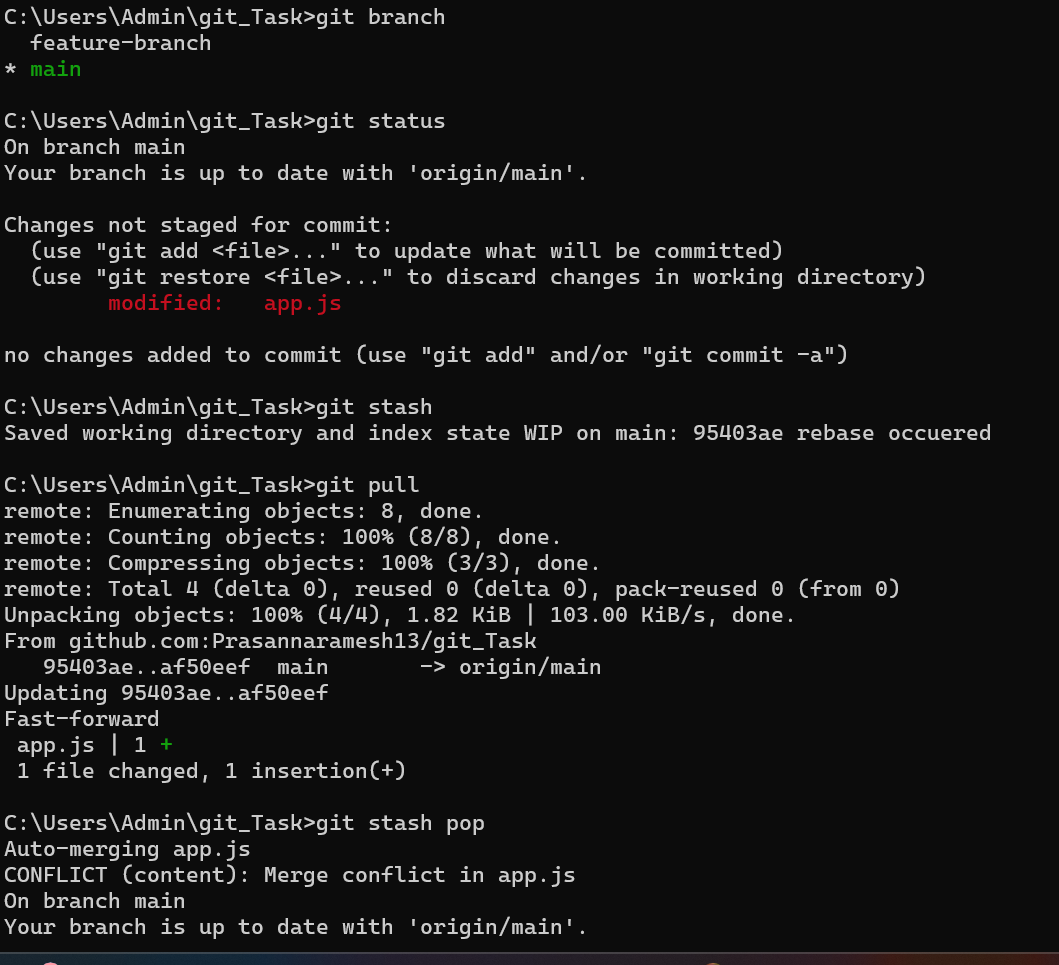 C:\Users\Admin\git_Task>git branch
  feature-branch
* main

C:\Users\Admin\git_Task>git status
On branch main
Your branch is up to date with 'origin/main'.

Changes not staged for commit:
  (use "git add <file>..." to update what will be committed)
  (use "git restore <file>..." to discard changes in working directory)
        modified:   app.js

no changes added to commit (use "git add" and/or "git commit -a")

C:\Users\Admin\git_Task>git stash
Saved working directory and index state WIP on main: 95403ae rebase occuered

C:\Users\Admin\git_Task>git pull
remote: Enumerating objects: 8, done.
remote: Counting objects: 100% (8/8), done.
remote: Compressing objects: 100% (3/3), done.
remote: Total 4 (delta 0), reused 0 (delta 0), pack-reused 0 (from 0)
Unpacking objects: 100% (4/4), 1.82 KiB | 103.00 KiB/s, done.
From github.com:Prasannaramesh13/git_Task
   95403ae..af50eef  main       -> origin/main
Updating 95403ae..af50eef
Fast-forward
 app.js | 1 +
 1 file changed, 1 insertion(+)

C:\Users\Admin\git_Task>git stash pop
Auto-merging app.js
CONFLICT (content): Merge conflict in app.js
On branch main
Your branch is up to date with 'origin/main'.